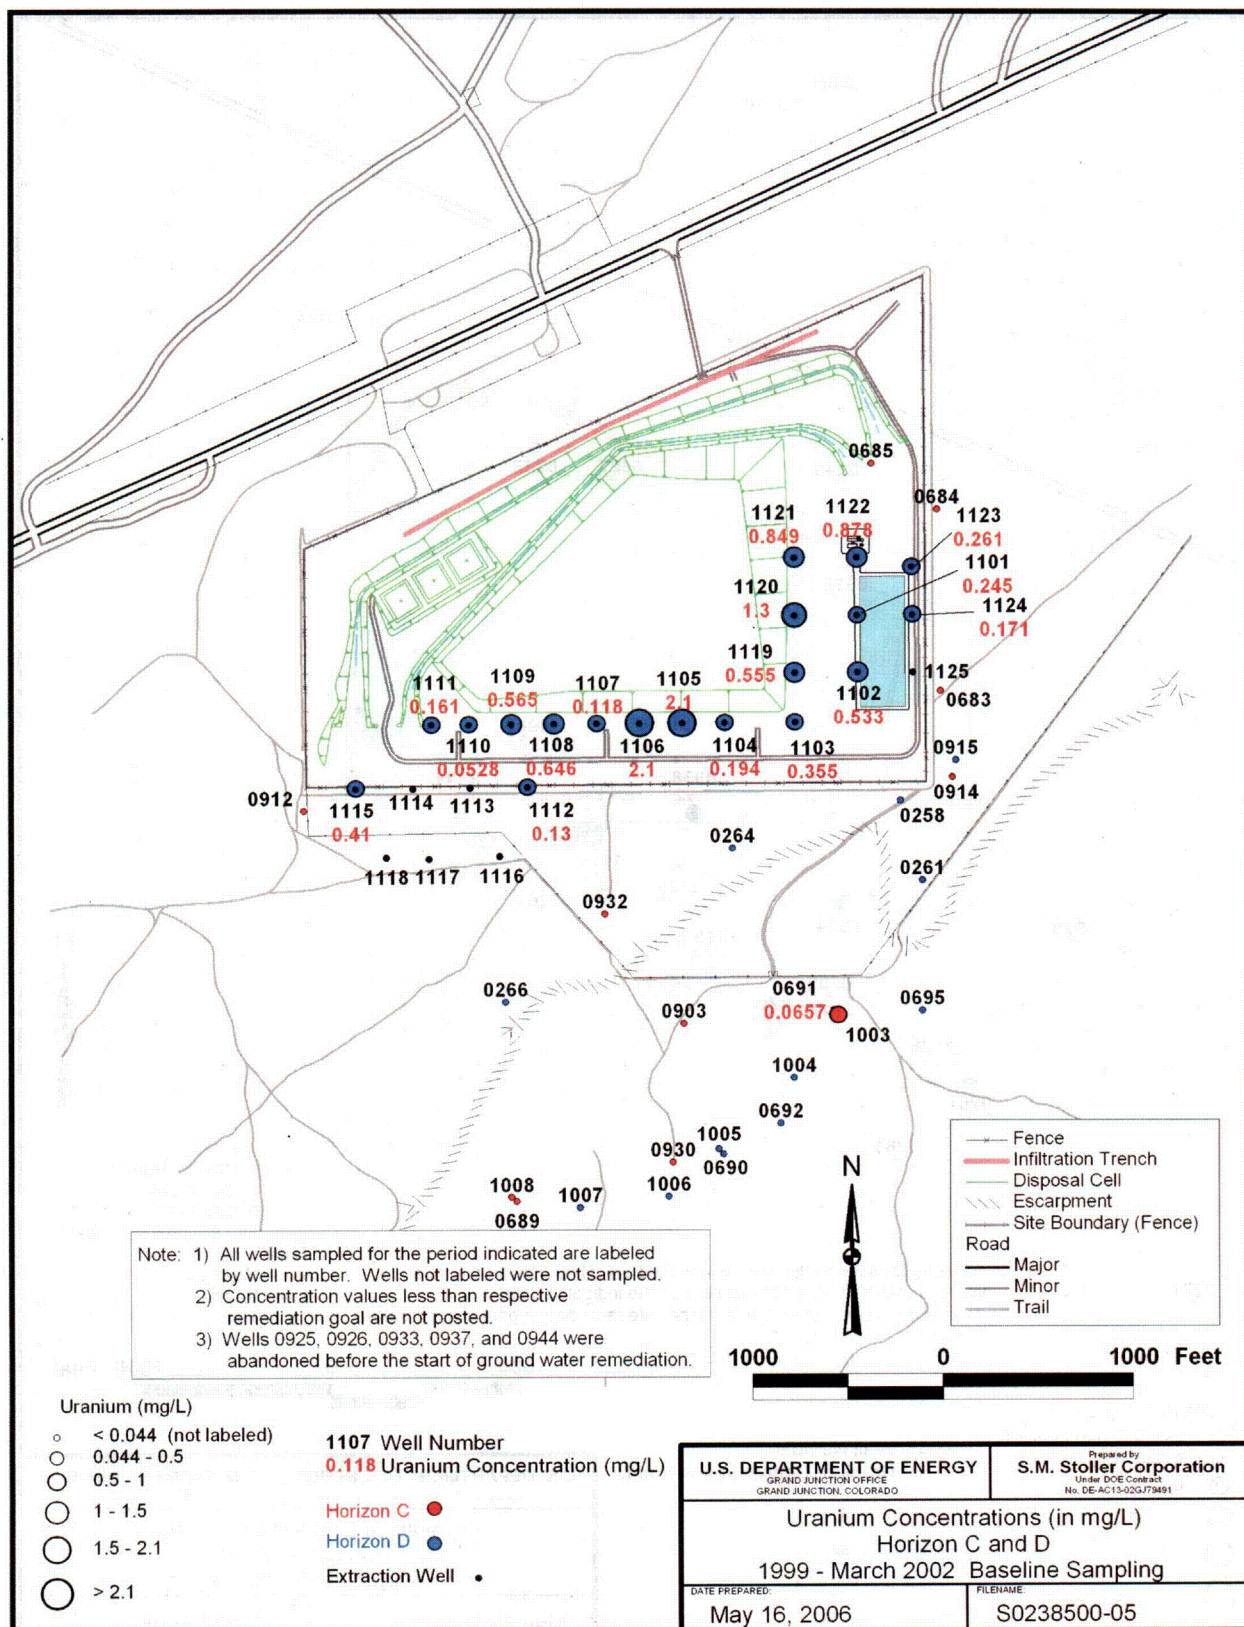 0685
0684
1122
0.878
1121
0.849
1123
0.261
1101
0.245
1120
1.3
1124
0.171
1119
0.555
1125
1102
0.533
0683
1111
0.161
1109
0.565
1107
0.118
1105
2.1
1110
0.0528
1108
0.646
1106
2.1
1104
0.194
1103
0.355
0915
0914
0258
0912
1115
0.41
1114
1113
1112
0.13
0264
0261
1118
1117
1116
0932
0266
0903
0691
0.0657
1003
0695
1004
0692
1005
0690
0930
1006
1008
0689
1007
N
Fence
Infiltration Trench
Disposal Cell
Escarpment
Site Boundary (Fence)
Road
Major
Minor
Trail
Note: 1) All wells sampled for the period indicated are labeled
by well number. Wells not labeled were not sampled.
2) Concentration values less than respective
remediation goal are not posted.
3) Wells 0925, 0926, 0933, 0937, and 0944 were
abandoned before the start of ground water remediation.
1000 0 1000 Feet
Uranium (mg/L)
< 0.044 (not labeled)
0.044 - 0.5
0.5 - 1
1 - 1.5
1.5 - 2.1
> 2.1
1107 Well Number
0.118 Uranium Concentration (mg/L)
Horizon C
Horizon D
Extraction Well
U.S. DEPARTMENT OF ENERGY
GRAND JUNCTION OFFICE
GRAND JUNCTION, COLORADO
Prepared by
S.M. Stoller Corporation
Under DOE Contract
No. DE-AC13-02GJ79491
Uranium Concentrations (in mg/L)
Horizon C and D
1999 - March 2002 Baseline Sampling
DATE PREPARED:
May 16, 2006
FILENAME:
S0238500-05